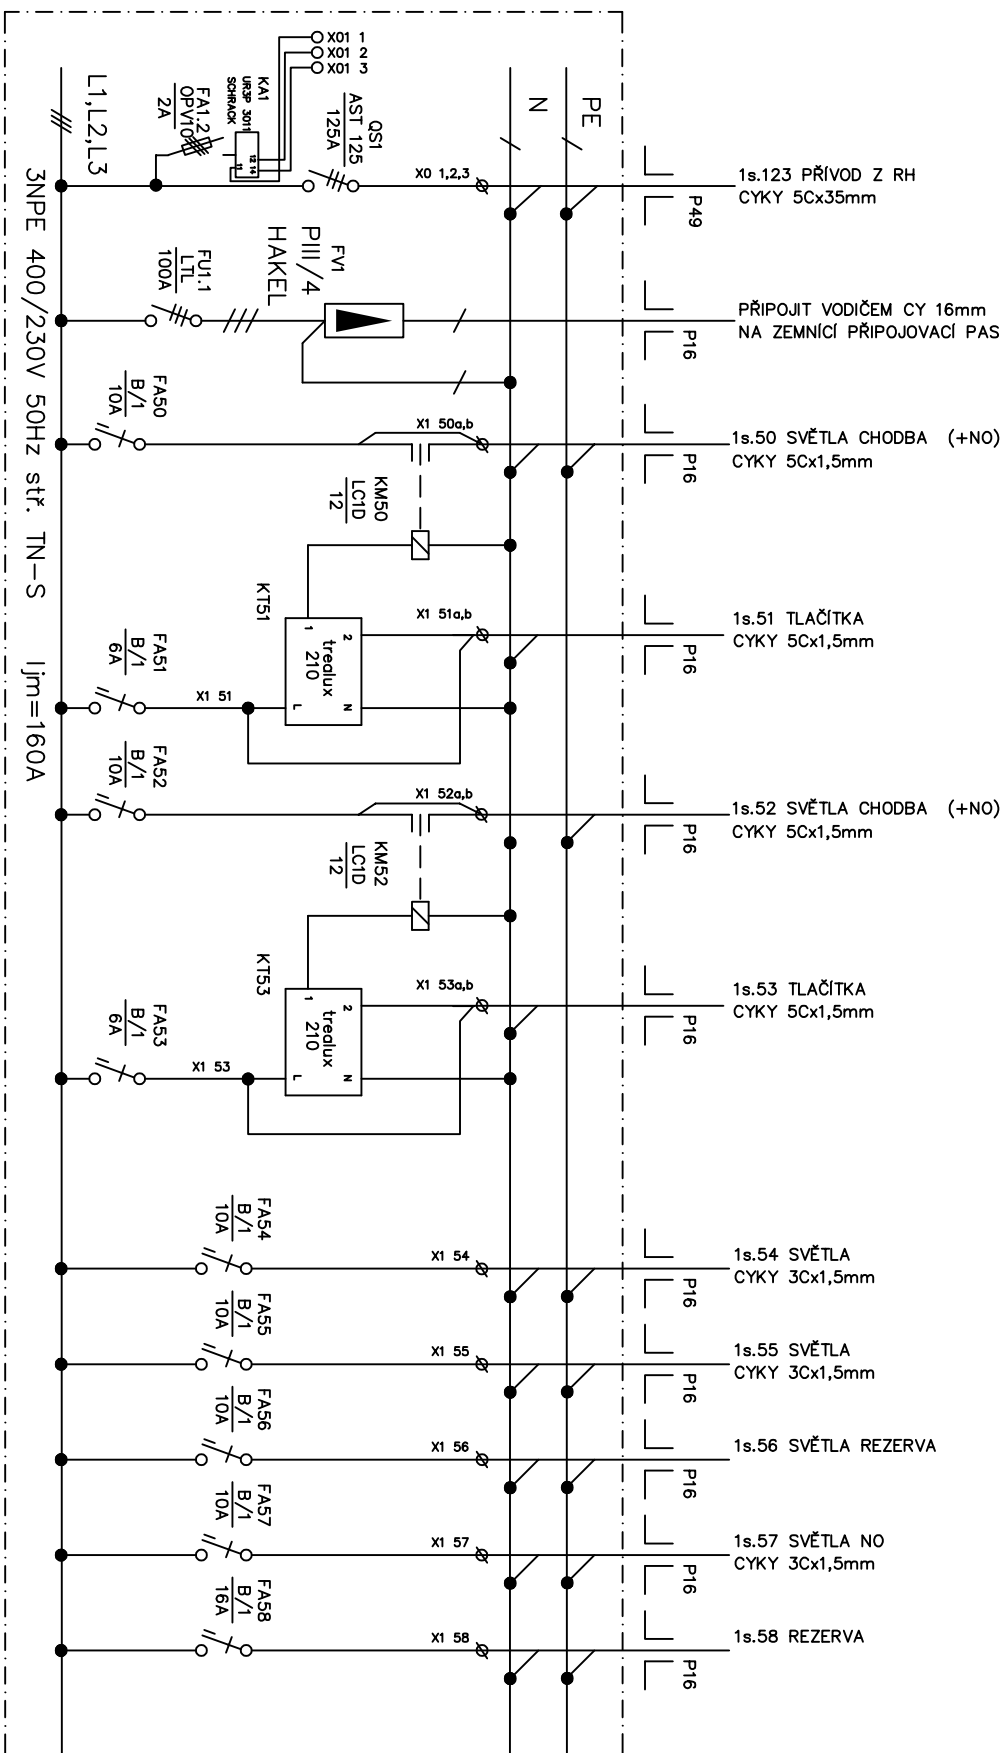 X01 1
X01 2
X01 3
KA1
UR3P 3011
SCHRACK
12 14
11
FA1.2
OPV10
2A
QS1
AST 125
125A
L1,L2,L3
N
PE
X0 1,2,3
P49
1s.123 PŘÍVOD Z RH
CYKY 5Cx35mm
3NPE 400/230V 50Hz stř. TN-S Ijm=160A
FU1.1
LTL
100A
FV1
PIII/4
HAKEL
P16
PŘIPOJIT VODIČEM CY 16mm
NA ZEMNÍCÍ PŘIPOJOVACÍ PAS
FA50
B/1
10A
X1 50a,b
KM50
LC1D
12
P16
1s.50 SVĚTLA CHODBA (+NO)
CYKY 5Cx1,5mm
KT51
1
2
trealux
210
L
N
X1 51a,b
P16
1s.51 TLAČÍTKA
CYKY 5Cx1,5mm
FA51
B/1
6A
X1 51
FA52
B/1
10A
X1 52a,b
KM52
LC1D
12
P16
1s.52 SVĚTLA CHODBA (+NO)
CYKY 5Cx1,5mm
KT53
1
2
trealux
210
L
N
X1 53a,b
P16
1s.53 TLAČÍTKA
CYKY 5Cx1,5mm
FA53
B/1
6A
X1 53
FA54
B/1
10A
X1 54
P16
1s.54 SVĚTLA
CYKY 3Cx1,5mm
FA55
B/1
10A
X1 55
P16
1s.55 SVĚTLA
CYKY 3Cx1,5mm
FA56
B/1
10A
X1 56
P16
1s.56 SVĚTLA REZERVA
FA57
B/1
10A
X1 57
P16
1s.57 SVĚTLA NO
CYKY 3Cx1,5mm
FA58
B/1
16A
X1 58
P16
1s.58 REZERVA